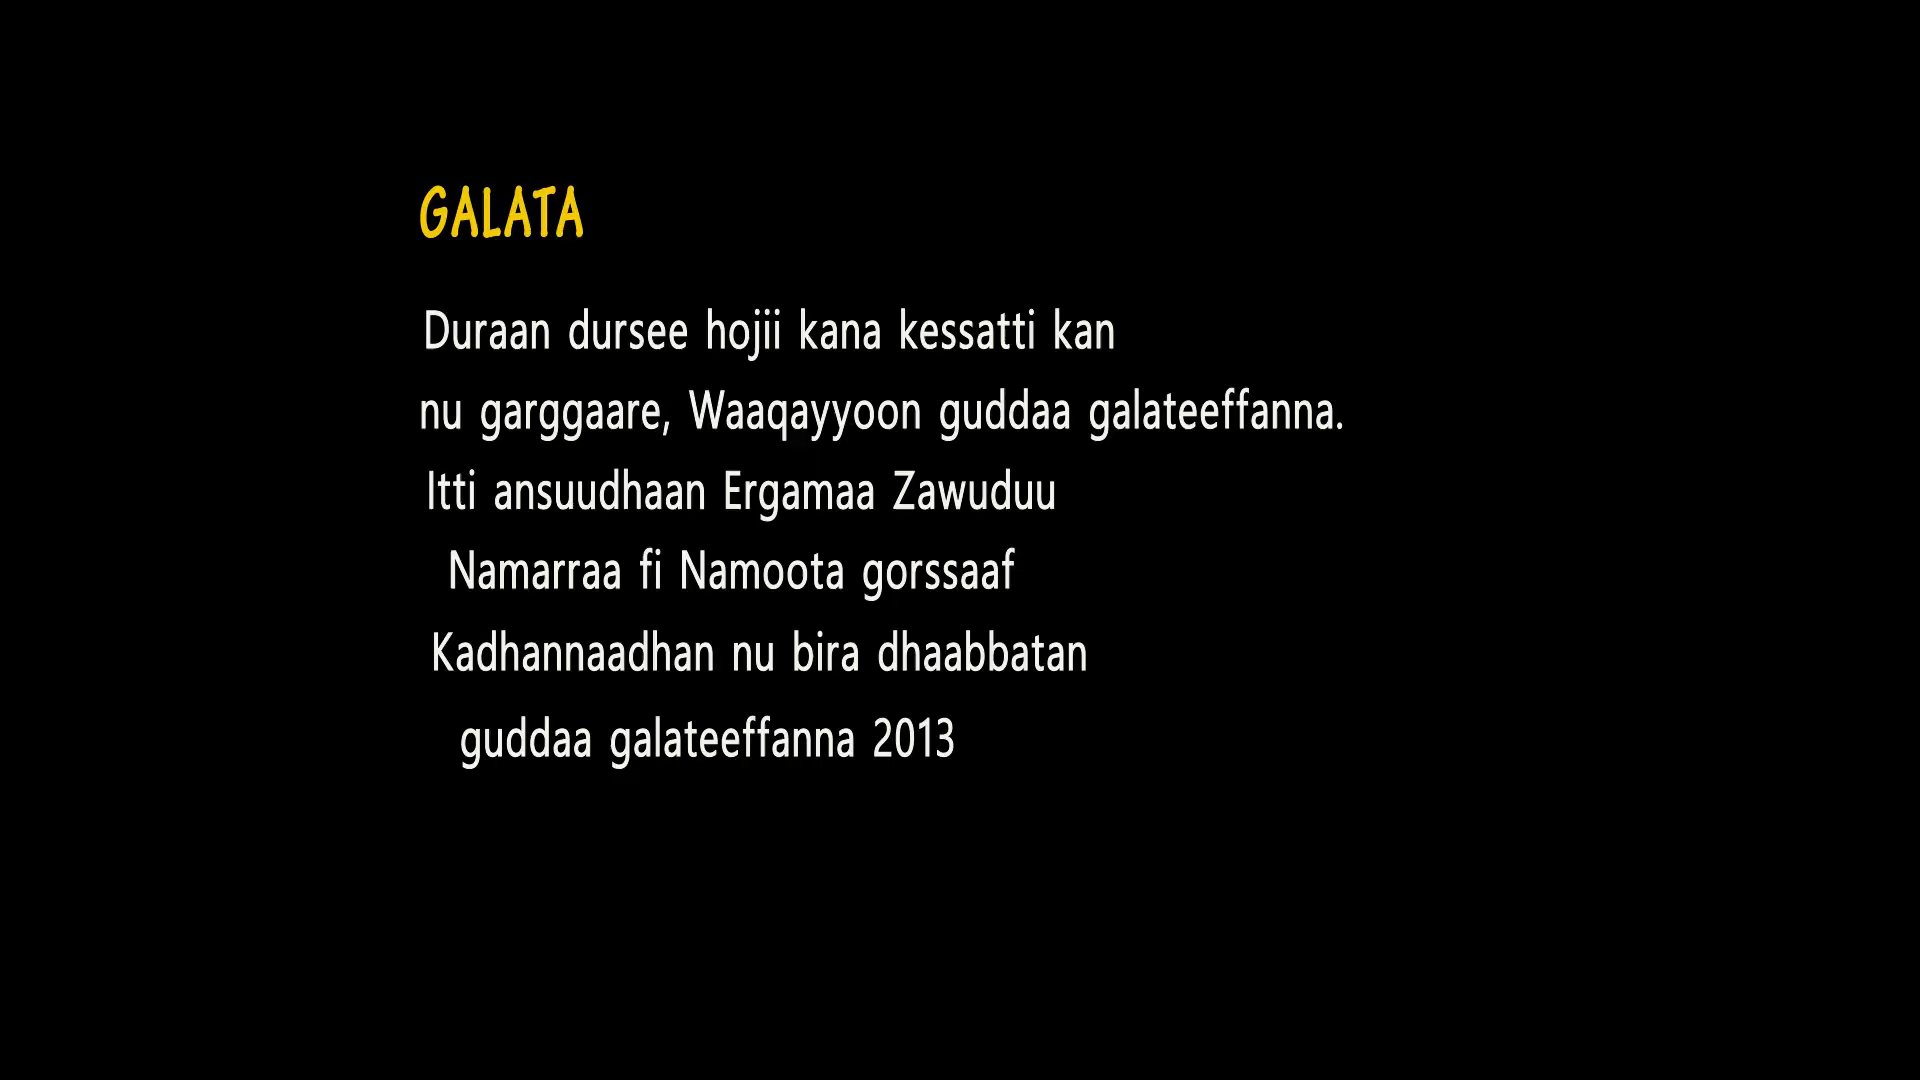 GALATA
Duraan dursee hojii kana kessatti kan
nu garggaare, Waaqayyoon guddaa galateeffanna.
Itti ansuudhaan Ergamaa Zawuduu
Namarraa fi Namoota gorssaaf
Kadhannaadhan nu bira dhaabbatan
guddaa galateeffanna 2013